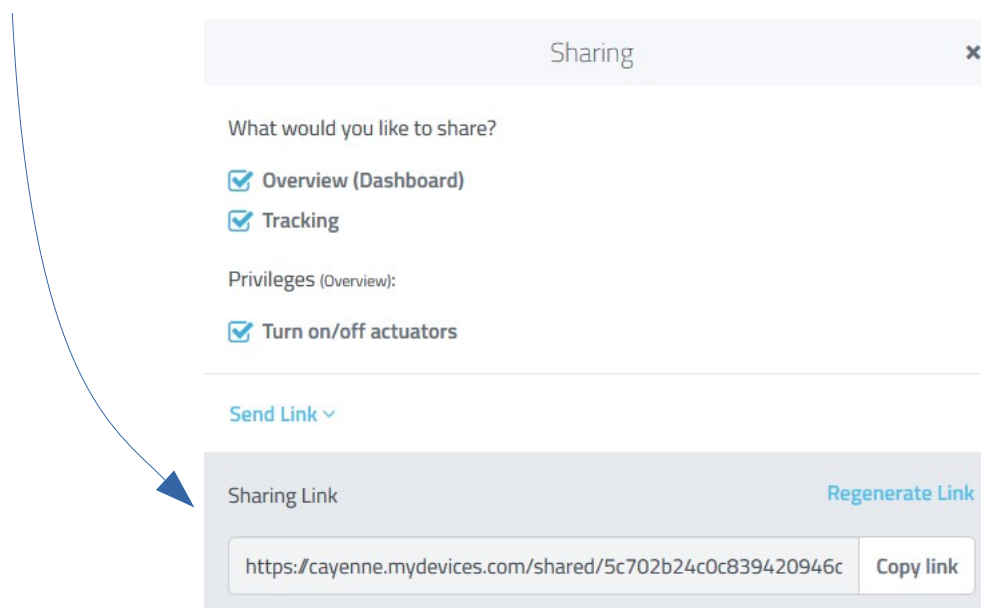 Sharing
What would you like to share?
Overview (Dashboard)
Tracking
Privileges (Overview):
Turn on/off actuators
Send Link
Sharing Link
Regenerate Link
https://cayenne.mydevices.com/shared/5c702b24c0c839420946c
Copy link